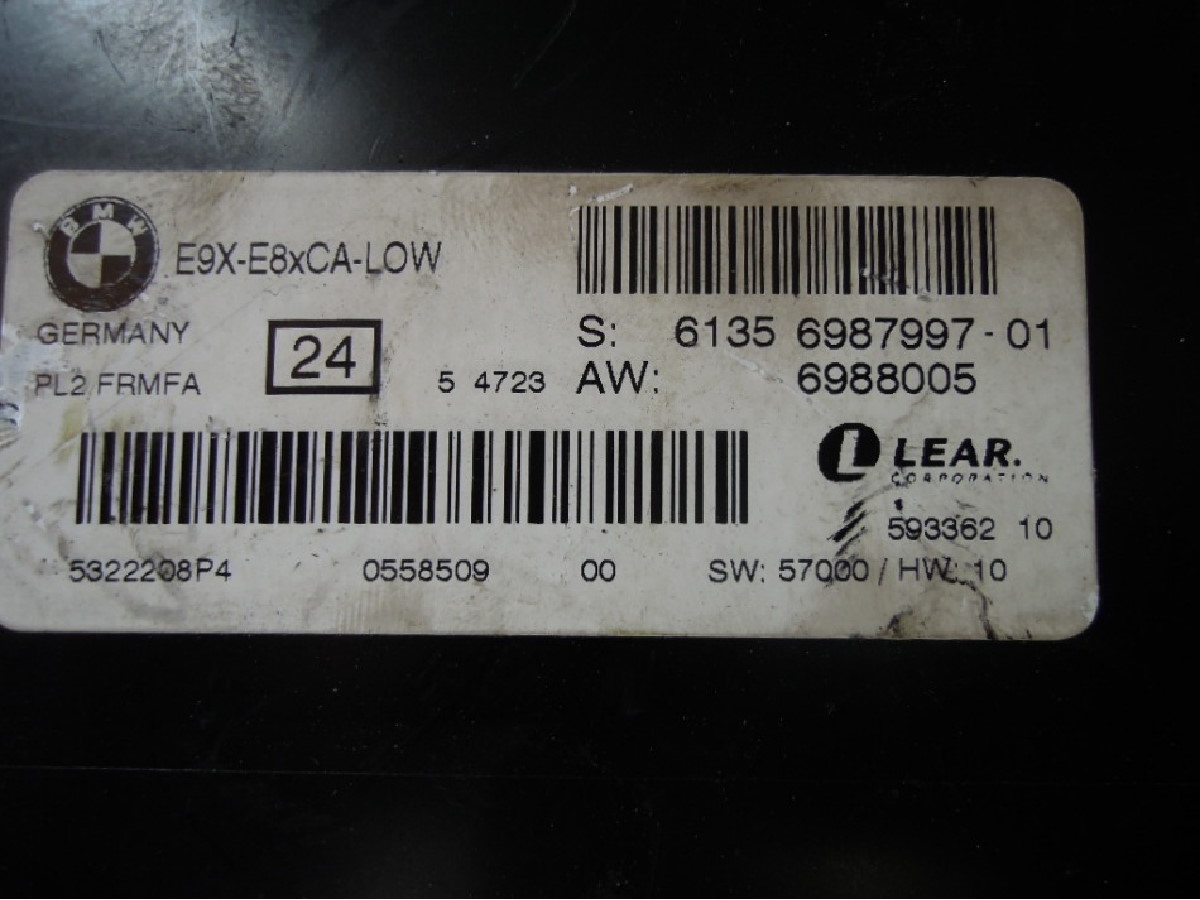 BMW
E9X-E8xCA-LOW
GERMANY
24
S: 6135 6987997-01
PL2 FRMFA
5 4723
AW: 6988005
LEAR.
CORPORATION
593362 10
5322208P4 0558509 00 SW: 57000 / HW: 10